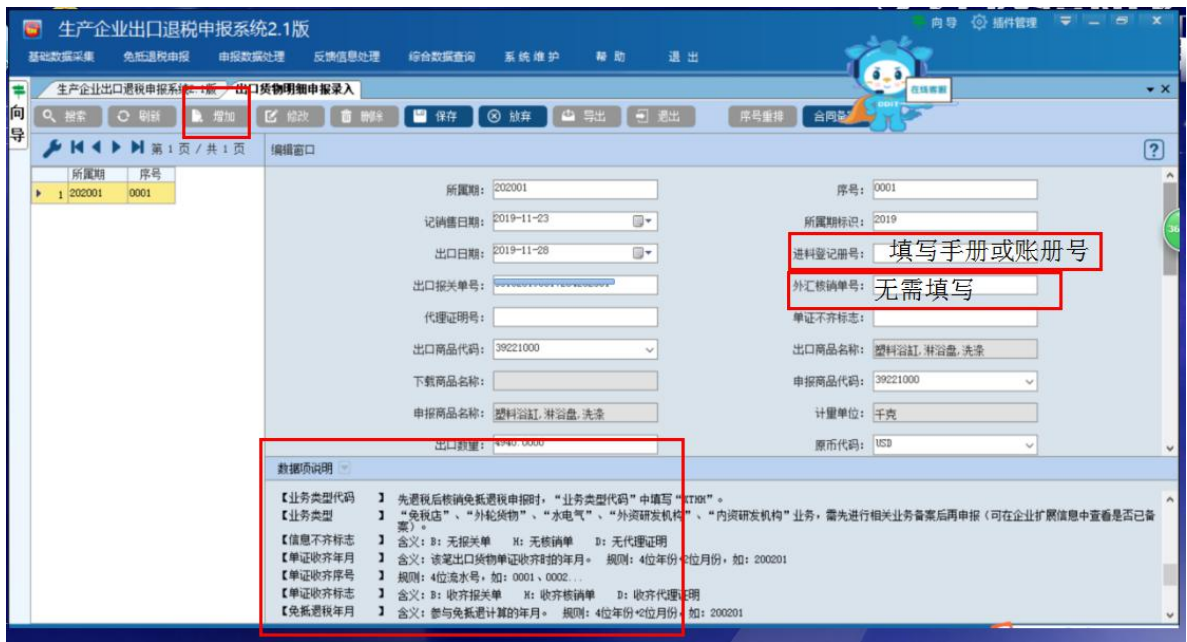 生产企业出口退税申报系统2.1版
向导 插件管理
基础数据采集 免抵退税申报 申报数据处理 反馈信息处理 综合数据查询 系统维护 帮助 退出
在线客服
向导
生产企业出口退税申报系统2.1版 出口货物明细申报录入
搜索 刷新 增加 修改 删除 保存 放弃 导出 退出 序号重排
第 1 页 / 共 1 页 编辑窗口
所属期 序号
1 202001 0001
所属期: 202001 序号: 0001
记销售日期: 2019-11-23 所属期标识: 2019
出口日期: 2019-11-28 进料登记册号: 填写手册或账册号
出口报关单号: 外汇核销单号: 无需填写
代理证明号: 单证不齐标志:
出口商品代码: 39221000 出口商品名称: 塑料浴缸,淋浴盘,洗涤
下载商品名称: 申报商品代码: 39221000
申报商品名称: 塑料浴缸,淋浴盘,洗涤 计量单位: 千克
出口数量: 4940.0000 原币代码: USD
数据项说明
【业务类型代码 】 先退税后核销免抵退税申报时，“业务类型代码”中填写“XTHH”。
【业务类型 】 “免税店”、“外轮货物”、“水电气”、“外资研发机构”、“内资研发机构”业务，需先进行相关业务备案后再申报（可在企业扩展信息中查看是否已备案）。
【信息不齐标志 】 含义：B: 无报关单 H: 无核销单 D: 无代理证明
【单证收齐年月 】 含义：该笔出口货物单证收齐时的年月。 规则: 4位年份+2位月份，如: 200201
【单证收齐序号 】 规则: 4位流水号，如: 0001、0002...
【单证收齐标志 】 含义：B: 收齐报关单 H: 收齐核销单 D: 收齐代理证明
【免抵退税年月 】 含义：参与免抵退计算的年月。 规则: 4位年份+2位月份，如: 200201